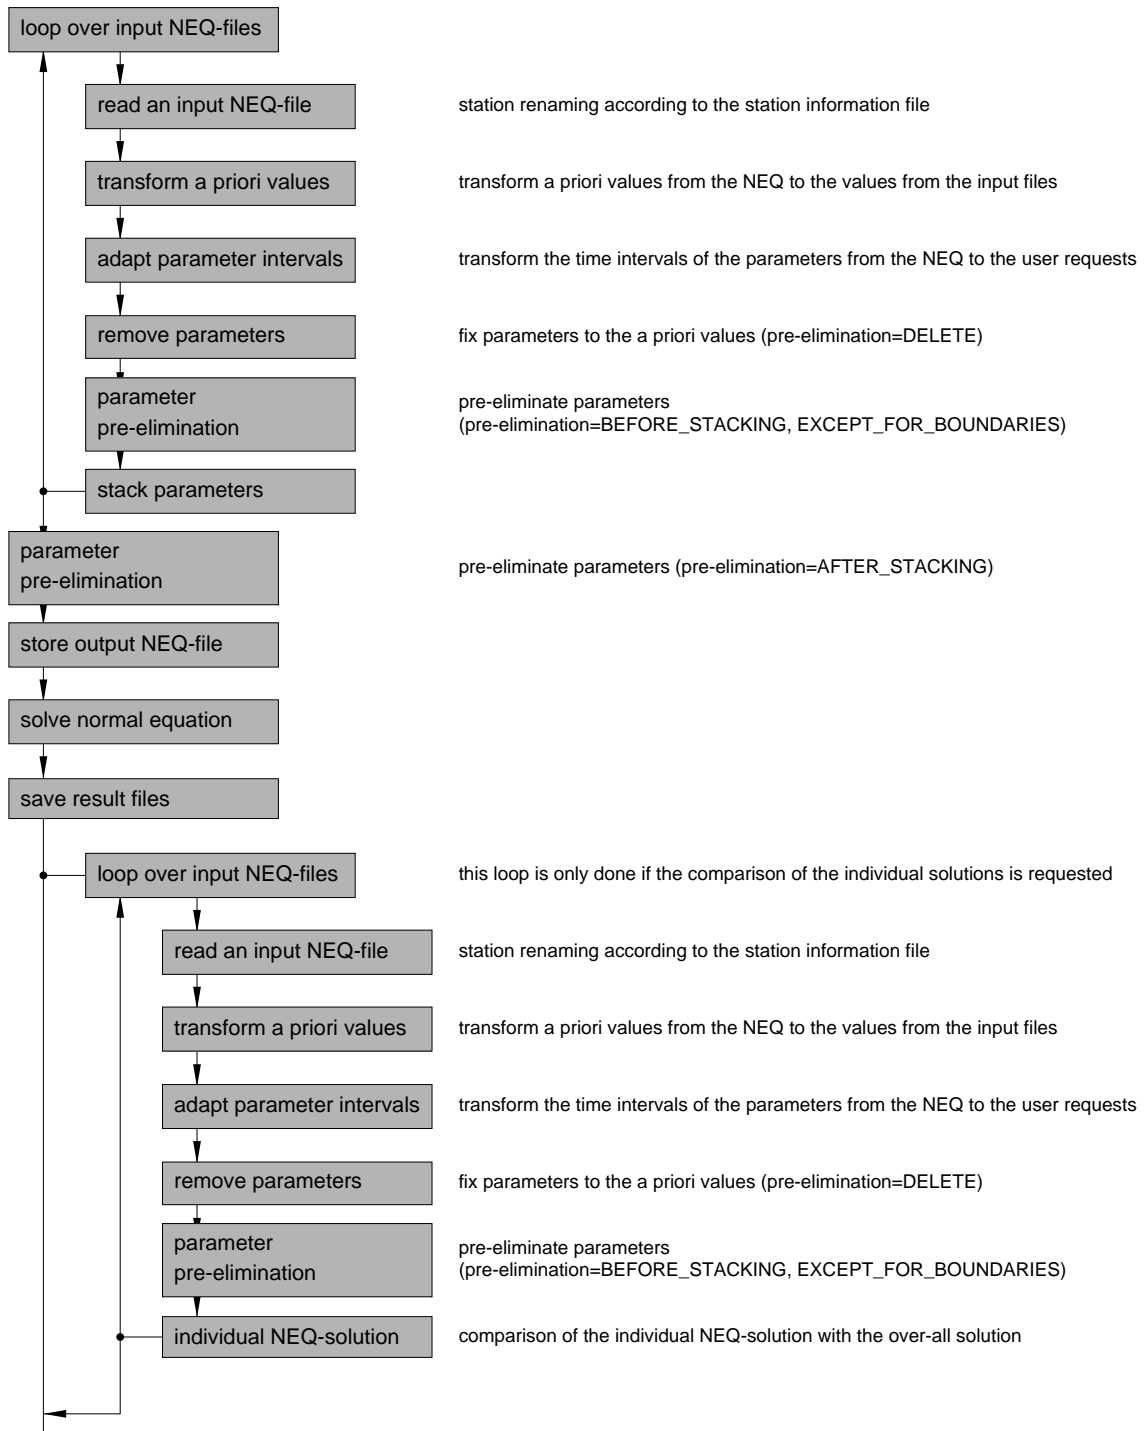 loop over input NEQ-files
read an input NEQ-file
station renaming according to the station information file
transform a priori values
transform a priori values from the NEQ to the values from the input files
adapt parameter intervals
transform the time intervals of the parameters from the NEQ to the user requests
remove parameters
fix parameters to the a priori values (pre-elimination=DELETE)
parameter
pre-elimination
pre-eliminate parameters
(pre-elimination=BEFORE_STACKING, EXCEPT_FOR_BOUNDARIES)
stack parameters
parameter
pre-elimination
pre-eliminate parameters (pre-elimination=AFTER_STACKING)
store output NEQ-file
solve normal equation
save result files
loop over input NEQ-files
this loop is only done if the comparison of the individual solutions is requested
read an input NEQ-file
station renaming according to the station information file
transform a priori values
transform a priori values from the NEQ to the values from the input files
adapt parameter intervals
transform the time intervals of the parameters from the NEQ to the user requests
remove parameters
fix parameters to the a priori values (pre-elimination=DELETE)
parameter
pre-elimination
pre-eliminate parameters
(pre-elimination=BEFORE_STACKING, EXCEPT_FOR_BOUNDARIES)
individual NEQ-solution
comparison of the individual NEQ-solution with the over-all solution